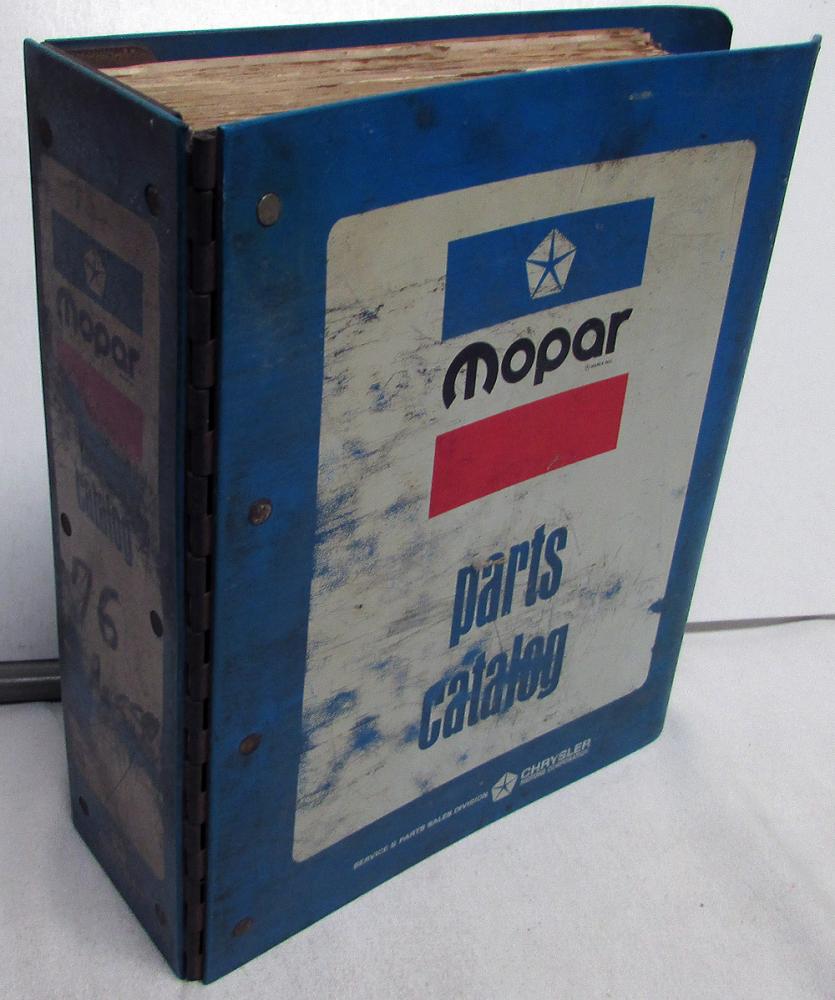 mopar
catalog
76
mopar
parts
catalog
SERVICE & PARTS SALES DIVISION
CHRYSLER
MOTORS CORPORATION